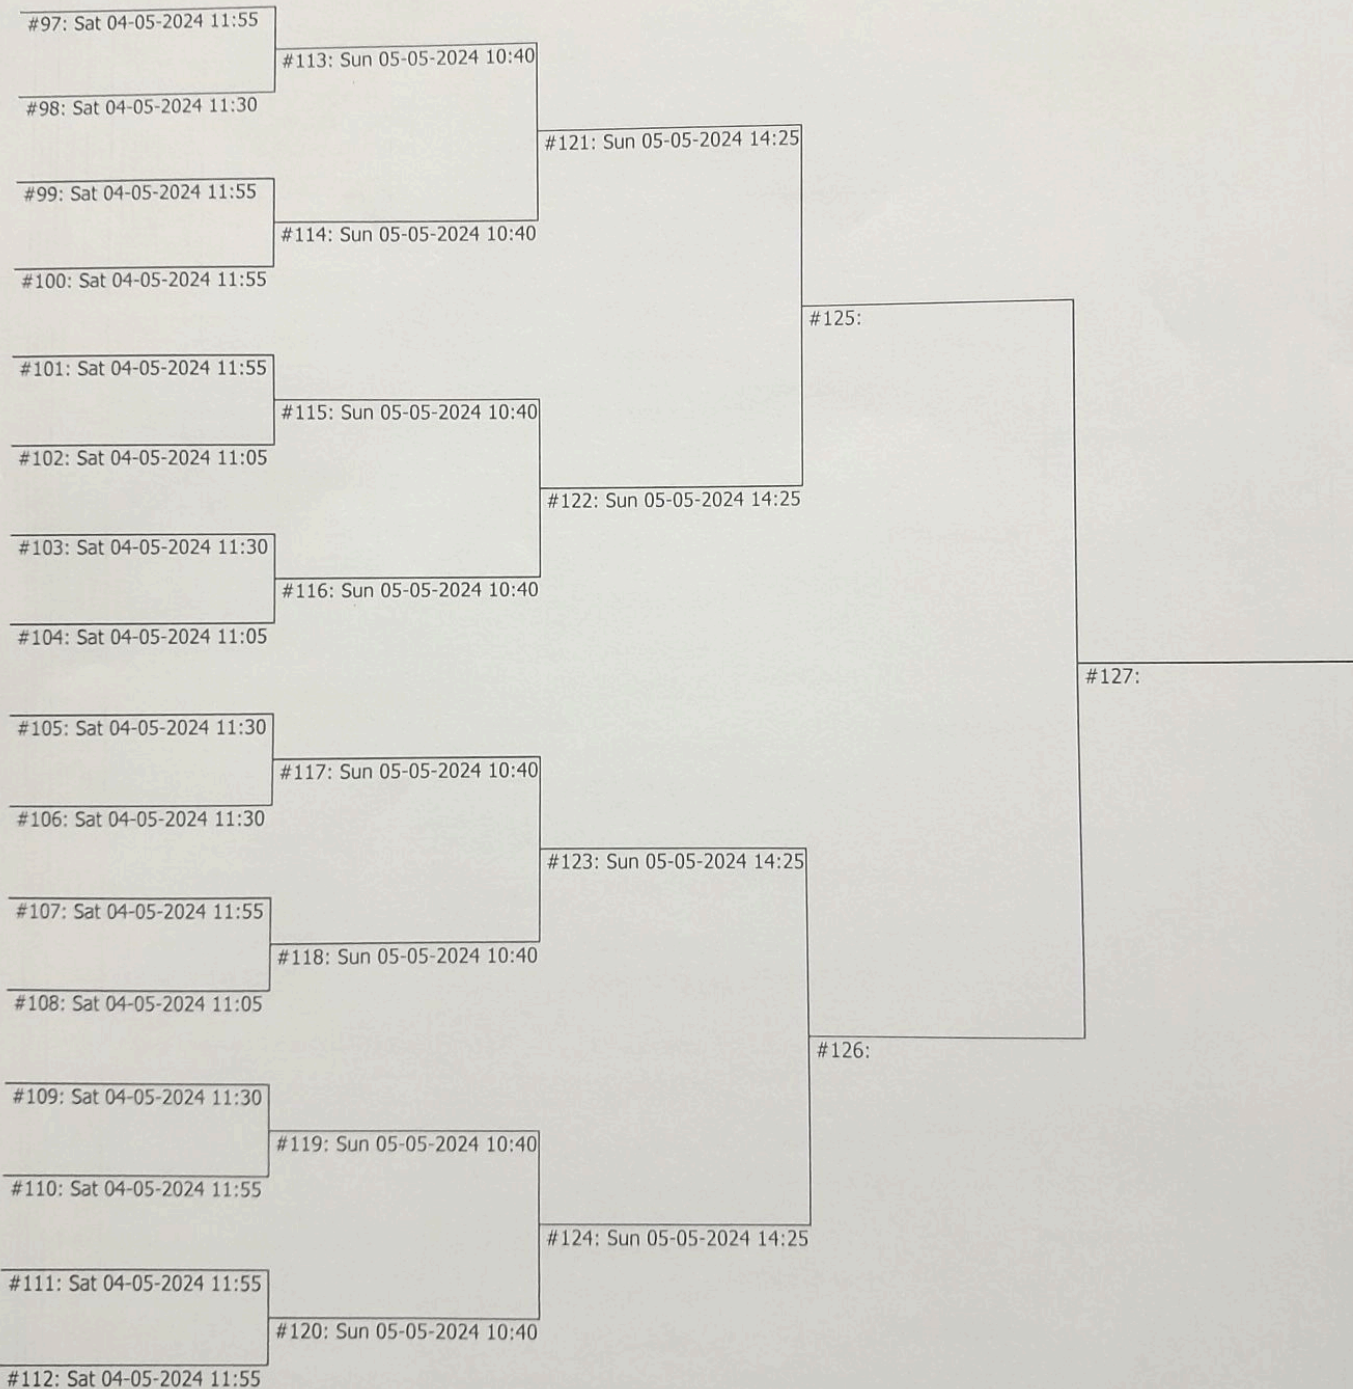 #97: Sat 04-05-2024 11:55
#113: Sun 05-05-2024 10:40
#98: Sat 04-05-2024 11:30
#121: Sun 05-05-2024 14:25
#99: Sat 04-05-2024 11:55
#114: Sun 05-05-2024 10:40
#100: Sat 04-05-2024 11:55
#125:
#101: Sat 04-05-2024 11:55
#115: Sun 05-05-2024 10:40
#102: Sat 04-05-2024 11:05
#122: Sun 05-05-2024 14:25
#103: Sat 04-05-2024 11:30
#116: Sun 05-05-2024 10:40
#104: Sat 04-05-2024 11:05
#127:
#105: Sat 04-05-2024 11:30
#117: Sun 05-05-2024 10:40
#106: Sat 04-05-2024 11:30
#123: Sun 05-05-2024 14:25
#107: Sat 04-05-2024 11:55
#118: Sun 05-05-2024 10:40
#108: Sat 04-05-2024 11:05
#126:
#109: Sat 04-05-2024 11:30
#119: Sun 05-05-2024 10:40
#110: Sat 04-05-2024 11:55
#124: Sun 05-05-2024 14:25
#111: Sat 04-05-2024 11:55
#120: Sun 05-05-2024 10:40
#112: Sat 04-05-2024 11:55